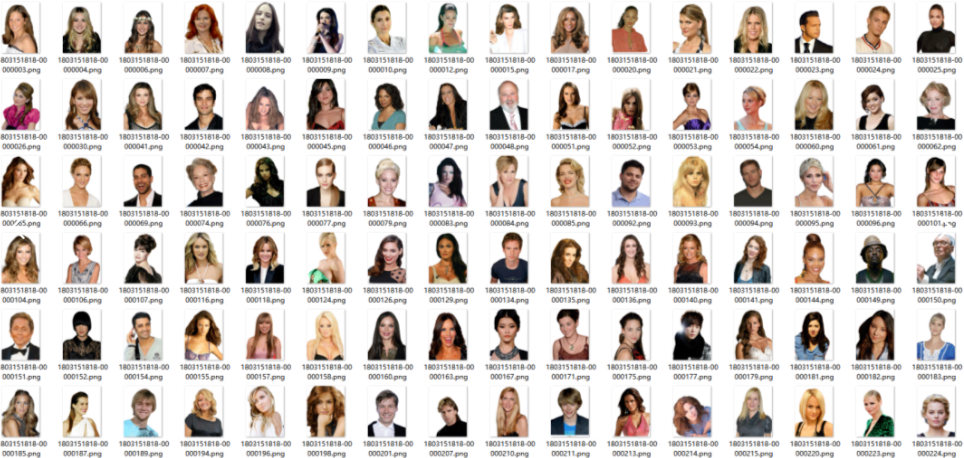 803151818-00 1803151818-00 1803151818-00 1803151818-00 1803151818-00 1803151818-00 1803151818-00 1803151818-00 1803151818-00 1803151818-00 1803151818-00 1803151818-00 1803151818-00 1803151818-00 1803151818-00 1803151818-00
000003.png 000004.png 000006.png 000007.png 000008.png 000009.png 000010.png 000012.png 000015.png 000017.png 000020.png 000021.png 000022.png 000023.png 000024.png 000025.png
803151818-00 1803151818-00 1803151818-00 1803151818-00 1803151818-00 1803151818-00 1803151818-00 1803151818-00 1803151818-00 1803151818-00 1803151818-00 1803151818-00 1803151818-00 1803151818-00 1803151818-00 1803151818-00
000026.png 000030.png 000041.png 000042.png 000043.png 000045.png 000046.png 000047.png 000048.png 000051.png 000052.png 000053.png 000054.png 000060.png 000061.png 000062.png
803151818-00 1803151818-00 1803151818-00 1803151818-00 1803151818-00 1803151818-00 1803151818-00 1803151818-00 1803151818-00 1803151818-00 1803151818-00 1803151818-00 1803151818-00 1803151818-00 1803151818-00 1803151818-00
000065.png 000066.png 000069.png 000074.png 000076.png 000077.png 000079.png 000083.png 000084.png 000085.png 000092.png 000093.png 000094.png 000095.png 000096.png 000101.png
803151818-00 1803151818-00 1803151818-00 1803151818-00 1803151818-00 1803151818-00 1803151818-00 1803151818-00 1803151818-00 1803151818-00 1803151818-00 1803151818-00 1803151818-00 1803151818-00 1803151818-00 1803151818-00
000104.png 000106.png 000107.png 000116.png 000118.png 000124.png 000126.png 000129.png 000134.png 000135.png 000136.png 000140.png 000141.png 000144.png 000149.png 000150.png
803151818-00 1803151818-00 1803151818-00 1803151818-00 1803151818-00 1803151818-00 1803151818-00 1803151818-00 1803151818-00 1803151818-00 1803151818-00 1803151818-00 1803151818-00 1803151818-00 1803151818-00 1803151818-00
000151.png 000152.png 000154.png 000155.png 000157.png 000158.png 000160.png 000163.png 000167.png 000171.png 000175.png 000177.png 000179.png 000181.png 000182.png 000183.png
803151818-00 1803151818-00 1803151818-00 1803151818-00 1803151818-00 1803151818-00 1803151818-00 1803151818-00 1803151818-00 1803151818-00 1803151818-00 1803151818-00 1803151818-00 1803151818-00 1803151818-00 1803151818-00
000185.png 000187.png 000189.png 000194.png 000196.png 000198.png 000201.png 000207.png 000210.png 000211.png 000213.png 000214.png 000215.png 000220.png 000223.png 000224.png